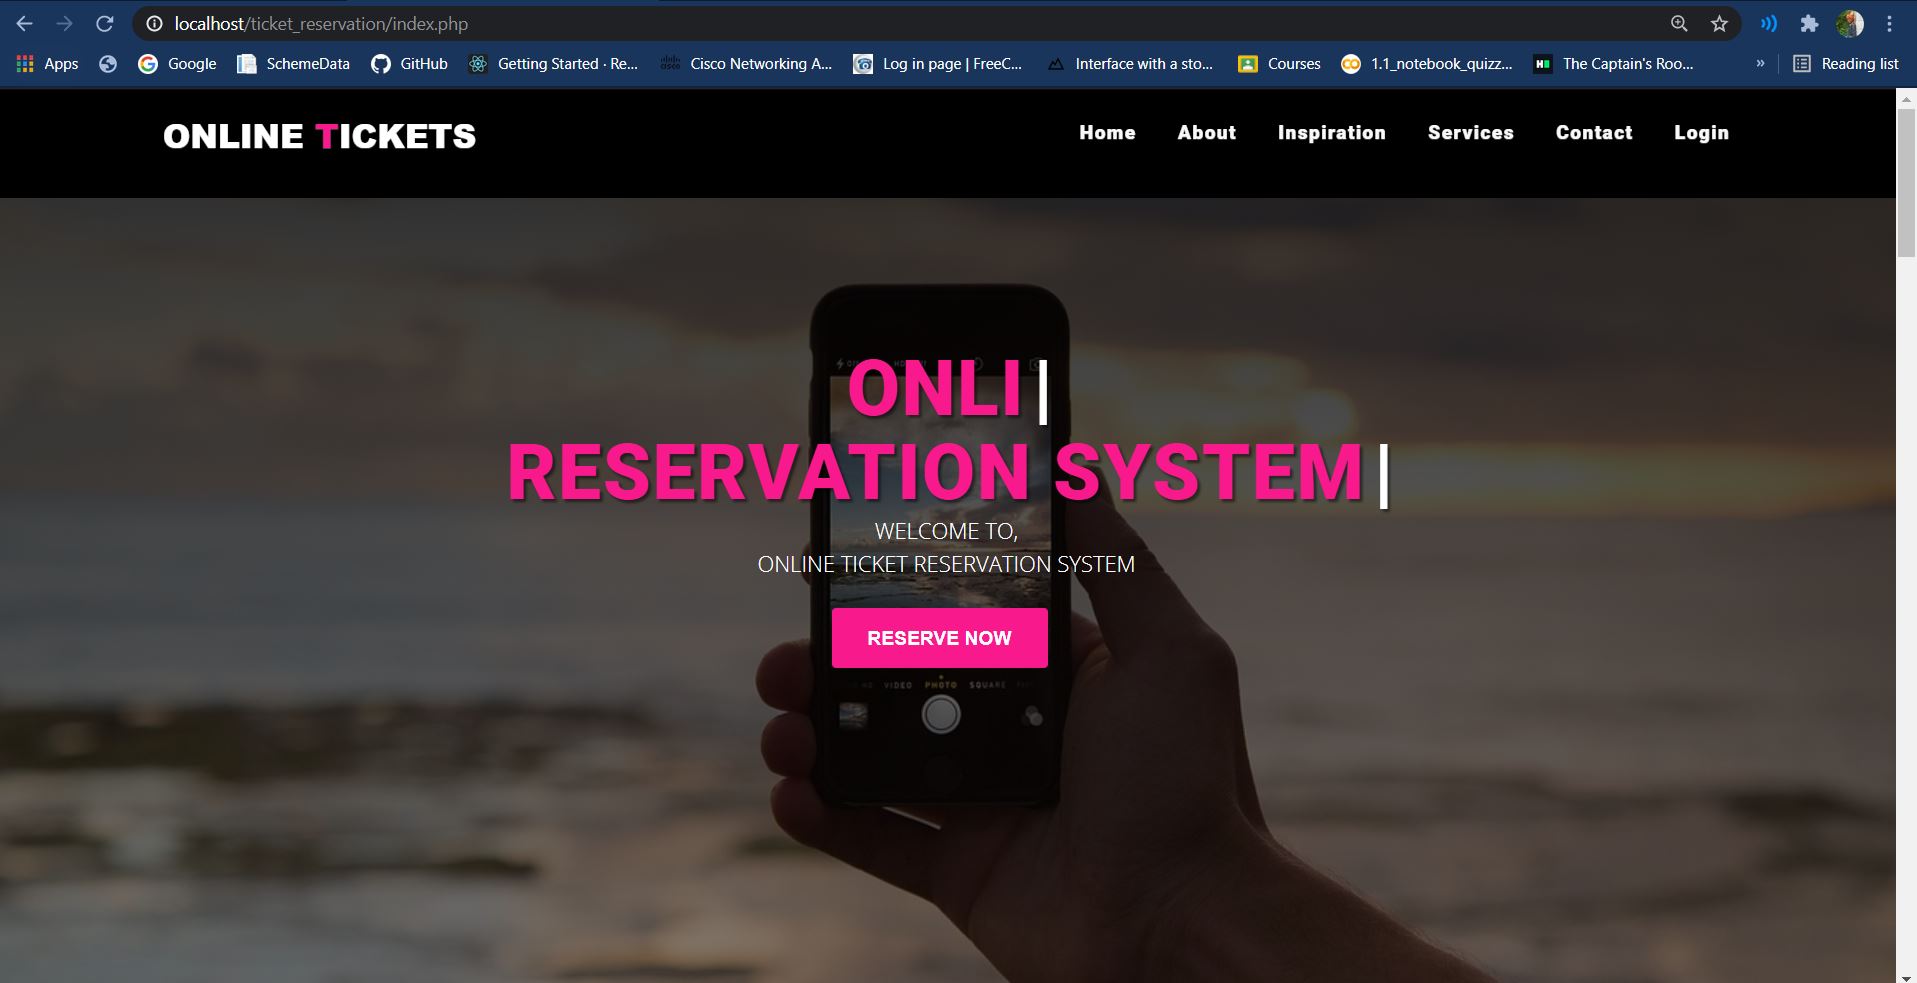 localhost/ticket_reservation/index.php
Apps Google SchemeData GitHub Getting Started · Re... Cisco Networking A... Log in page | FreeC... Interface with a sto... Courses 1.1_notebook_quizz... The Captain's Roo... » Reading list
ONLINE TICKETS Home About Inspiration Services Contact Login
ONLI|
RESERVATION SYSTEM|
WELCOME TO,
ONLINE TICKET RESERVATION SYSTEM
RESERVE NOW
VIDEO PHOTO SQUARE